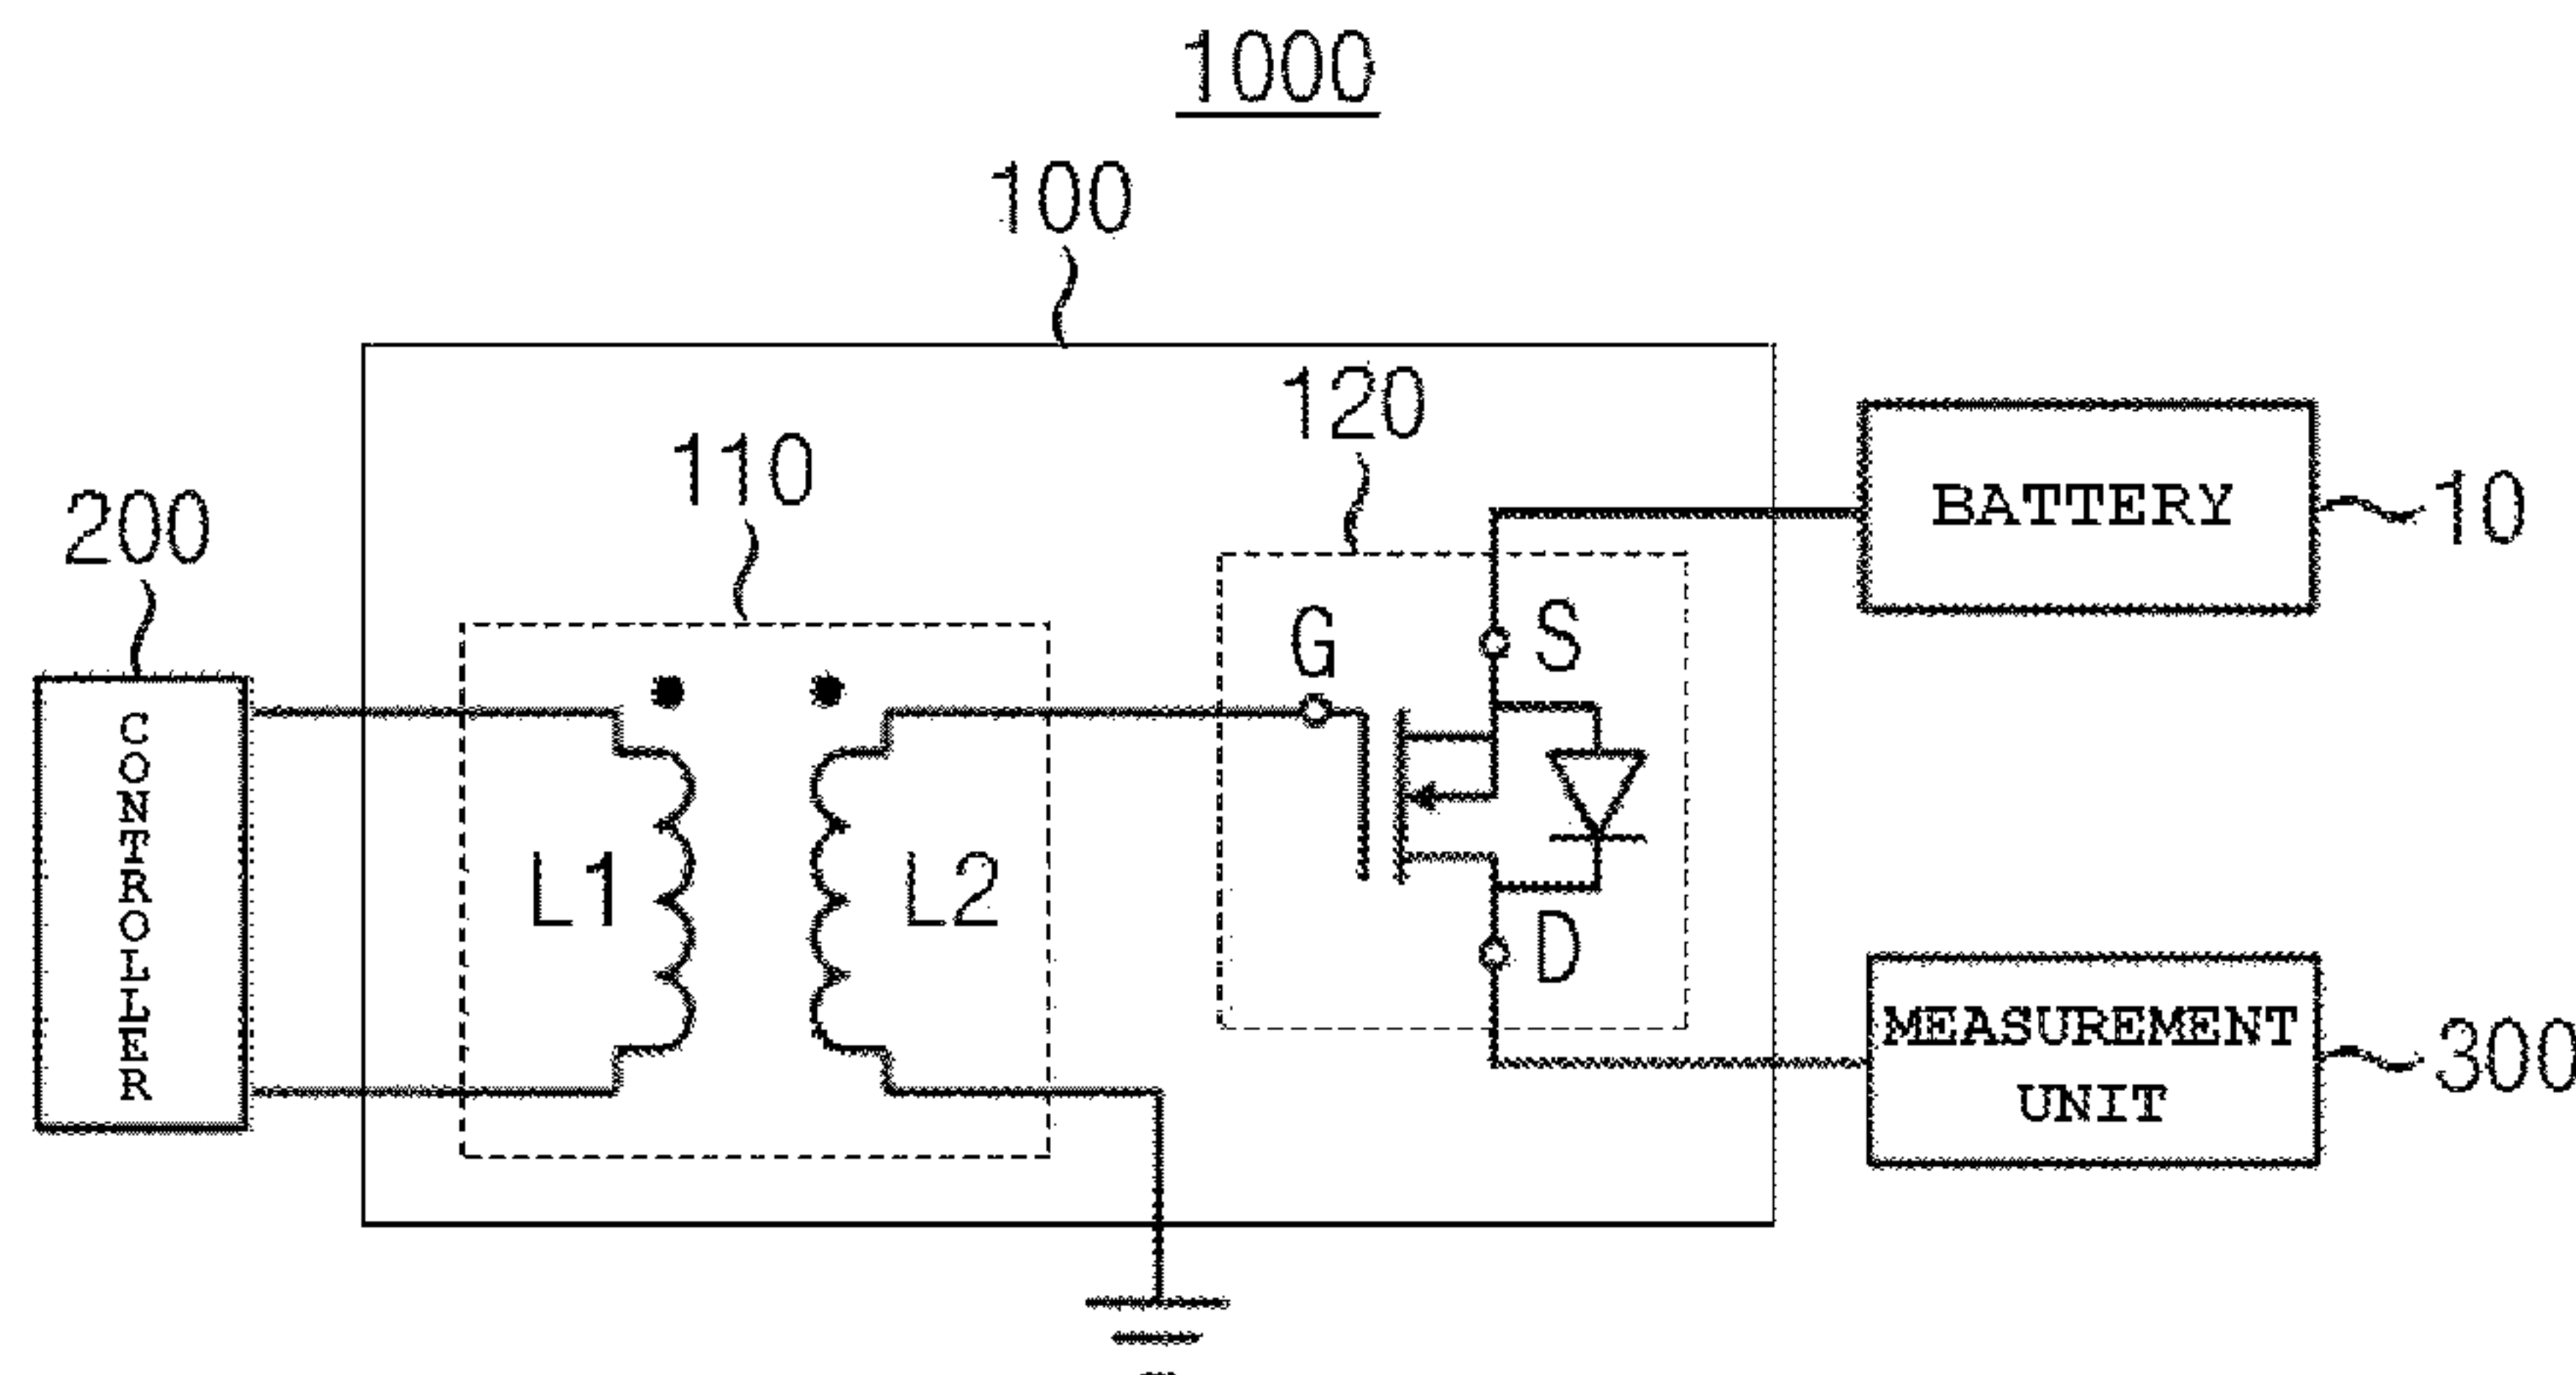 1000
100
120
110
200
BATTERY
10
G
S
CONTROLLER
L1
L2
D
MEASUREMENT
UNIT
300